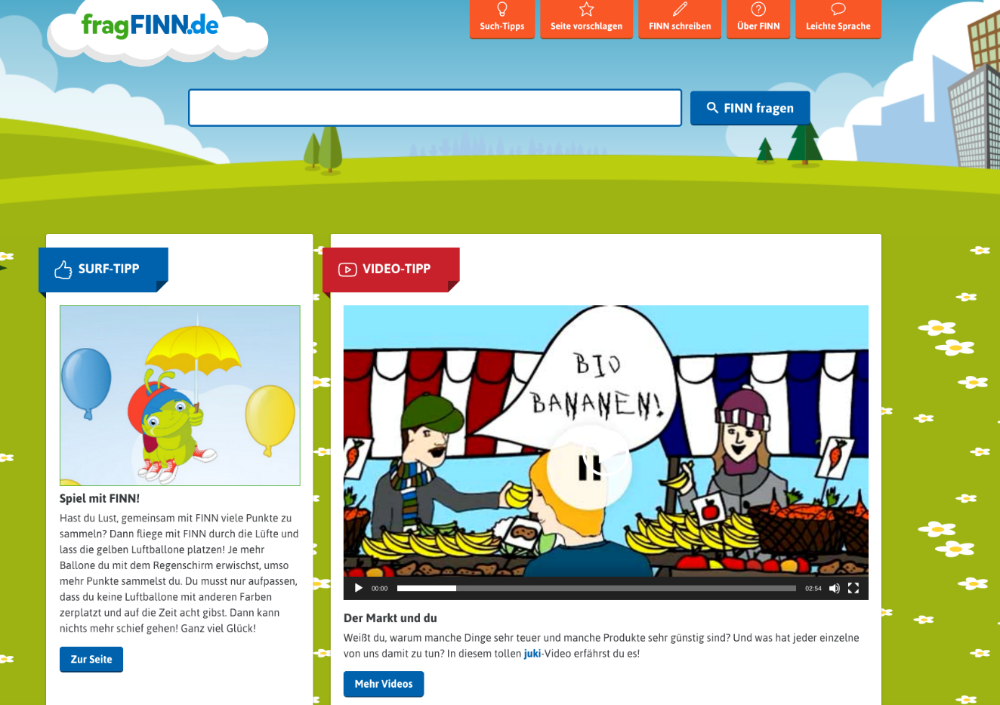 fragFINN.de
Such-Tipps
Seite vorschlagen
FINN schreiben
Über FINN
Leichte Sprache
FINN fragen
SURF-TIPP
Spiel mit FINN!
Hast du Lust, gemeinsam mit FINN viele Punkte zu
sammeln? Dann fliege mit FINN durch die Lüfte und
lass die gelben Luftballone platzen! Je mehr
Ballone du mit dem Regenschirm erwischst, umso
mehr Punkte sammelst du. Du musst nur aufpassen,
dass du keine Luftballone mit anderen Farben
zerplatzt und auf die Zeit acht gibst. Dann kann
nichts mehr schief gehen! Ganz viel Glück!
Zur Seite
VIDEO-TIPP
BIO
BANANEN!
00:00
02:54
Der Markt und du
Weißt du, warum manche Dinge sehr teuer und manche Produkte sehr günstig sind? Und was hat jeder einzelne
von uns damit zu tun? In diesem tollen juki-Video erfährst du es!
Mehr Videos